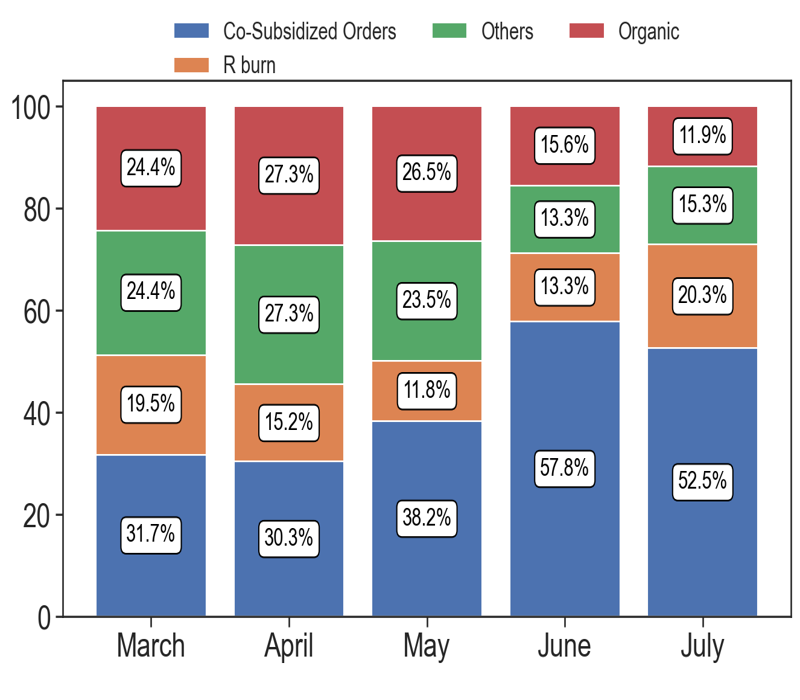 Co-Subsidized Orders Others Organic
R burn
100
24.4% 27.3% 26.5% 15.6% 11.9%
80
24.4% 27.3% 23.5% 13.3% 15.3%
60
19.5% 15.2% 11.8% 13.3% 20.3%
40
31.7% 30.3% 38.2% 57.8% 52.5%
20
0
March April May June July